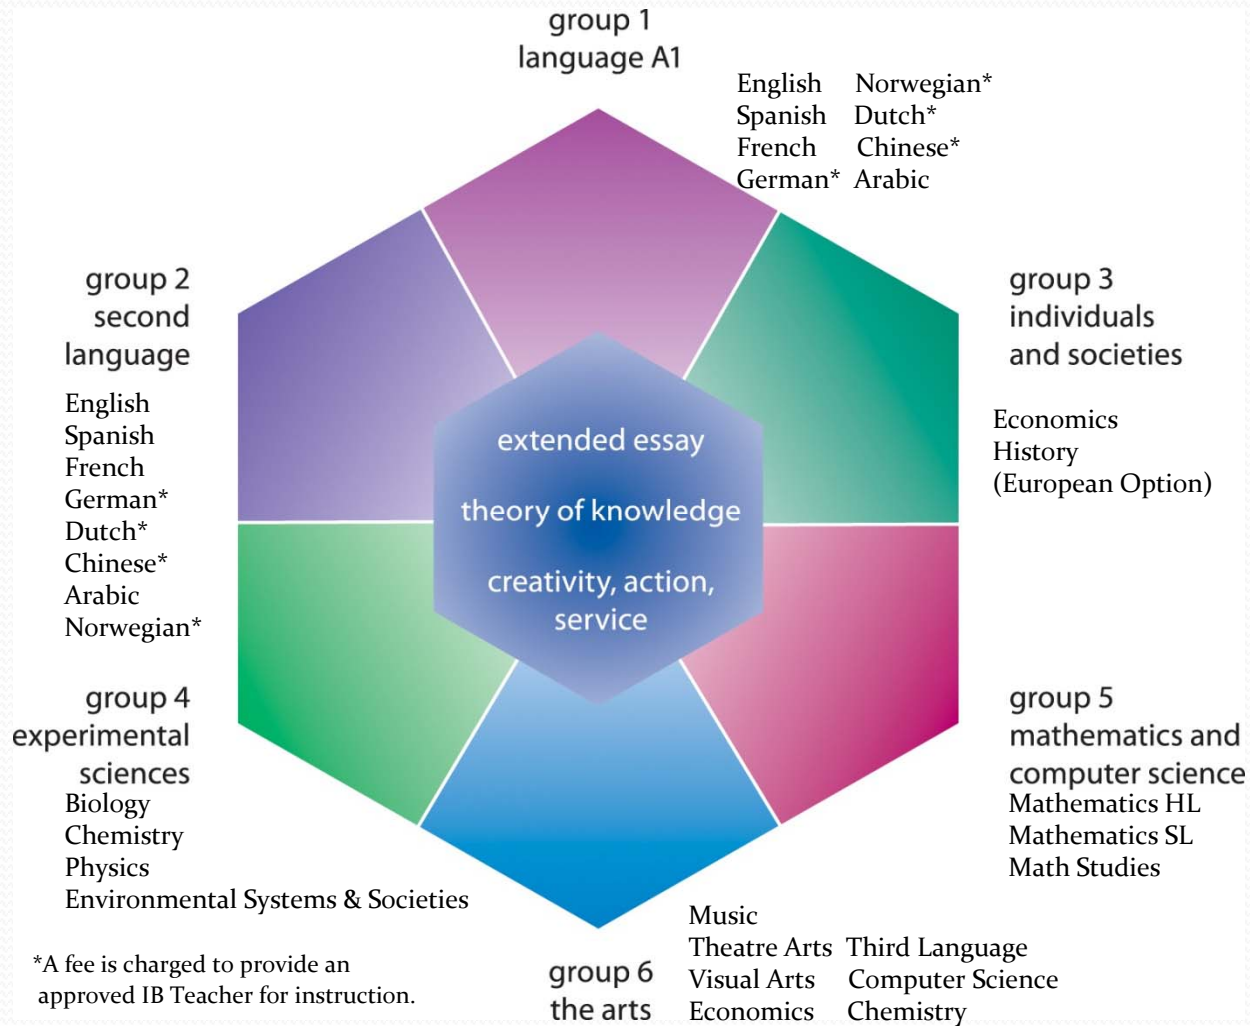 group 1
language A1
English Norwegian*
Spanish Dutch*
French Chinese*
German* Arabic
group 2
second
language
English
Spanish
French
German*
Dutch*
Chinese*
Arabic
Norwegian*
group 3
individuals
and societies
Economics
History
(European Option)
extended essay
theory of knowledge
creativity, action,
service
group 4
experimental
sciences
Biology
Chemistry
Physics
Environmental Systems & Societies
group 5
mathematics and
computer science
Mathematics HL
Mathematics SL
Math Studies
group 6
the arts
Music
Theatre Arts Third Language
Visual Arts Computer Science
Economics Chemistry
*A fee is charged to provide an
approved IB Teacher for instruction.